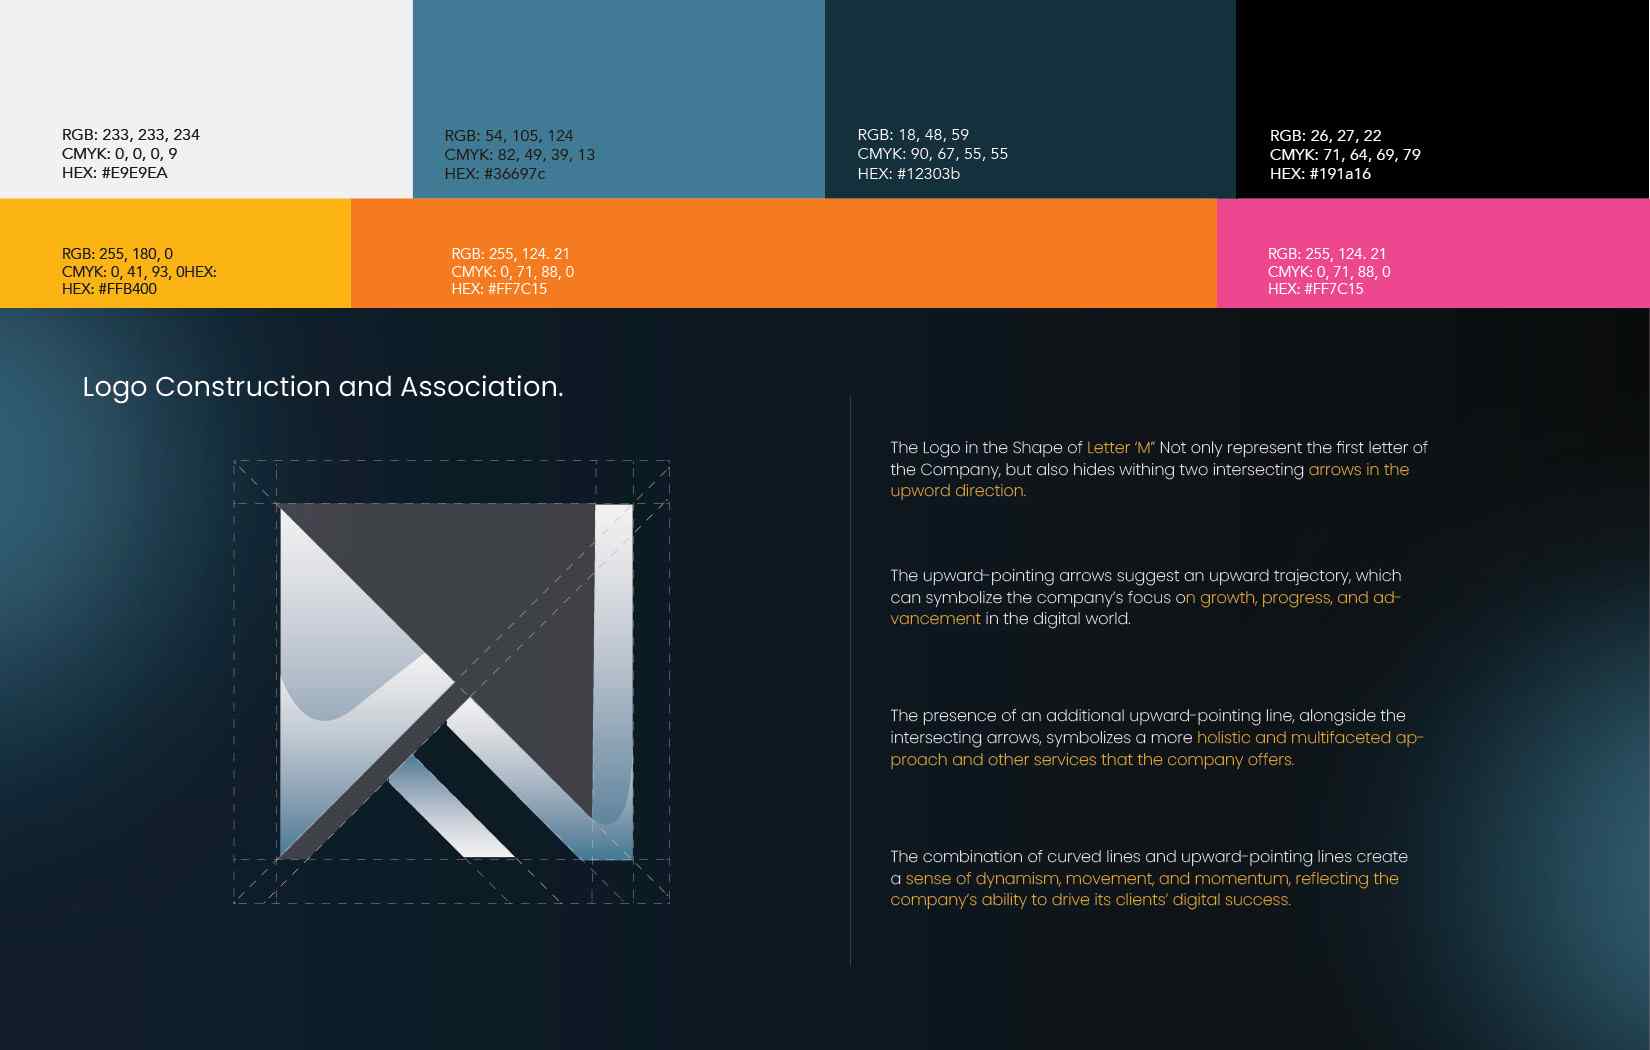 RGB: 233, 233, 234
CMYK: 0, 0, 0, 9
HEX: #E9E9EA
RGB: 54, 105, 124
CMYK: 82, 49, 39, 13
HEX: #36697c
RGB: 18, 48, 59
CMYK: 90, 67, 55, 55
HEX: #12303b
RGB: 26, 27, 22
CMYK: 71, 64, 69, 79
HEX: #191a16
RGB: 255, 180, 0
CMYK: 0, 41, 93, 0HEX:
HEX: #FFB400
RGB: 255, 124. 21
CMYK: 0, 71, 88, 0
HEX: #FF7C15
RGB: 255, 124. 21
CMYK: 0, 71, 88, 0
HEX: #FF7C15
Logo Construction and Association.
The Logo in the Shape of Letter ‘M” Not only represent the first letter of
the Company, but also hides withing two intersecting arrows in the
upword direction.
The upward-pointing arrows suggest an upward trajectory, which
can symbolize the company’s focus on growth, progress, and ad-
vancement in the digital world.
The presence of an additional upward-pointing line, alongside the
intersecting arrows, symbolizes a more holistic and multifaceted ap-
proach and other services that the company offers.
The combination of curved lines and upward-pointing lines create
a sense of dynamism, movement, and momentum, reflecting the
company’s ability to drive its clients’ digital success.